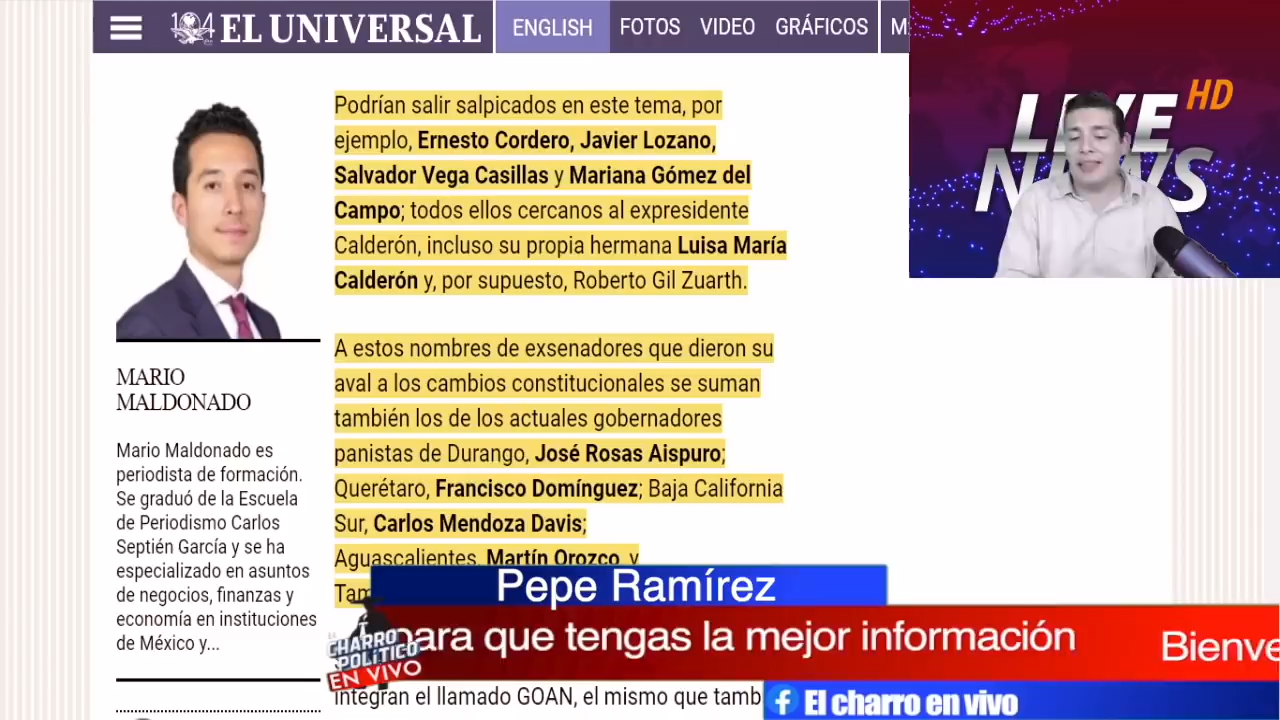 104 EL UNIVERSAL
ENGLISH
FOTOS
VIDEO
GRÁFICOS
LIVE HD
NEWS
Podrían salir salpicados en este tema, por
ejemplo, Ernesto Cordero, Javier Lozano,
Salvador Vega Casillas y Mariana Gómez del
Campo; todos ellos cercanos al expresidente
Calderón, incluso su propia hermana Luisa María
Calderón y, por supuesto, Roberto Gil Zuarth.
A estos nombres de exsenadores que dieron su
aval a los cambios constitucionales se suman
también los de los actuales gobernadores
panistas de Durango, José Rosas Aispuro;
Querétaro, Francisco Domínguez; Baja California
Sur, Carlos Mendoza Davis;
Aguascalientes, Martín Orozco, y
Tam
integran el llamado GOAN, el mismo que tamb
MARIO
MALDONADO
Mario Maldonado es
periodista de formación.
Se graduó de la Escuela
de Periodismo Carlos
Septién García y se ha
especializado en asuntos
de negocios, finanzas y
economía en instituciones
de México y...
Pepe Ramírez
para que tengas la mejor información
Bienve
CHARRO
POLÍTICO
EN VIVO
El charro en vivo